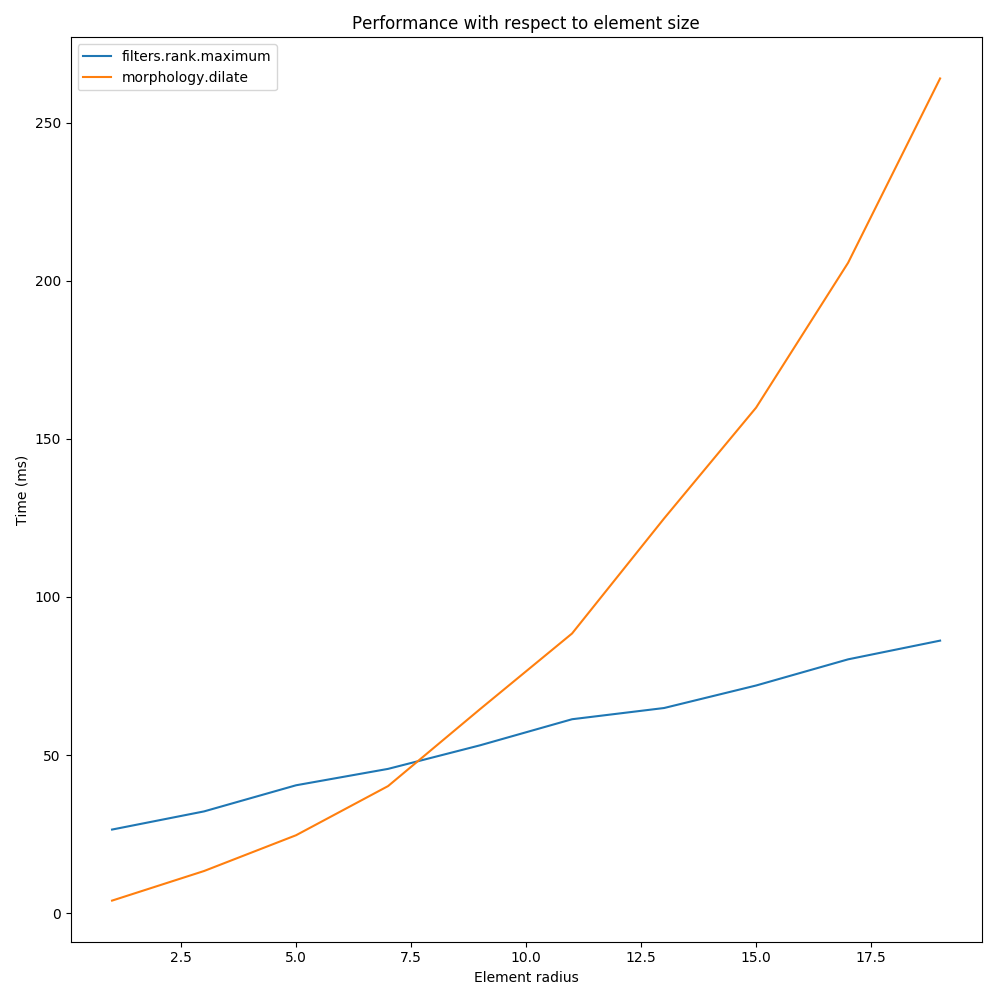 Performance with respect to element size
filters.rank.maximum
morphology.dilate
250
200
150
100
50
0
Time (ms)
2.5 5.0 7.5 10.0 12.5 15.0 17.5
Element radius